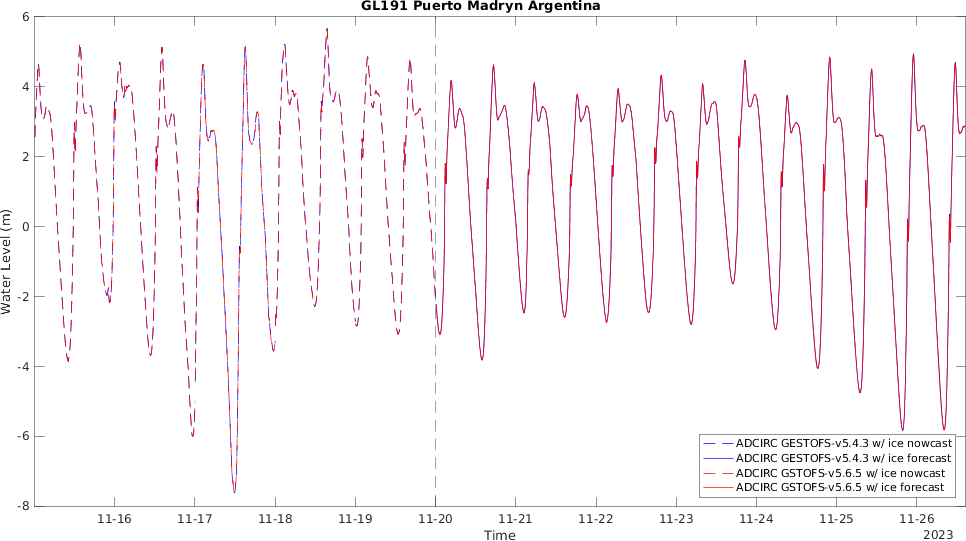 GL191 Puerto Madryn Argentina
6
4
2
0
-2
-4
-6
-8
Water Level (m)
11-16 11-17 11-18 11-19 11-20 11-21 11-22 11-23 11-24 11-25 11-26
Time
2023
ADCIRC GESTOFS-v5.4.3 w/ ice nowcast
ADCIRC GESTOFS-v5.4.3 w/ ice forecast
ADCIRC GSTOFS-v5.6.5 w/ ice nowcast
ADCIRC GSTOFS-v5.6.5 w/ ice forecast